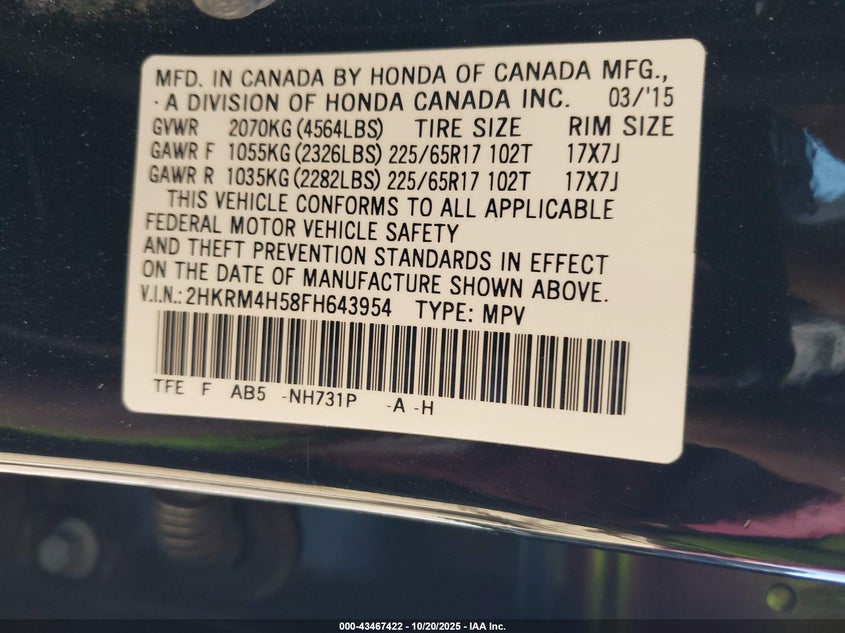 MFD. IN CANADA BY HONDA OF CANADA MFG.,
A DIVISION OF HONDA CANADA INC. 03/'15
GVWR 2070KG (4564LBS) TIRE SIZE RIM SIZE
GAWR F 1055KG (2326LBS) 225/65R17 102T 17X7J
GAWR R 1035KG (2282LBS) 225/65R17 102T 17X7J
THIS VEHICLE CONFORMS TO ALL APPLICABLE
FEDERAL MOTOR VEHICLE SAFETY
AND THEFT PREVENTION STANDARDS IN EFFECT
ON THE DATE OF MANUFACTURE SHOWN ABOVE.
V.I.N.: 2HKRM4H58FH643954 TYPE: MPV
TFE F AB5 -NH731P -A -H
000-43467422 | 10/20/2025 - IAA Inc.